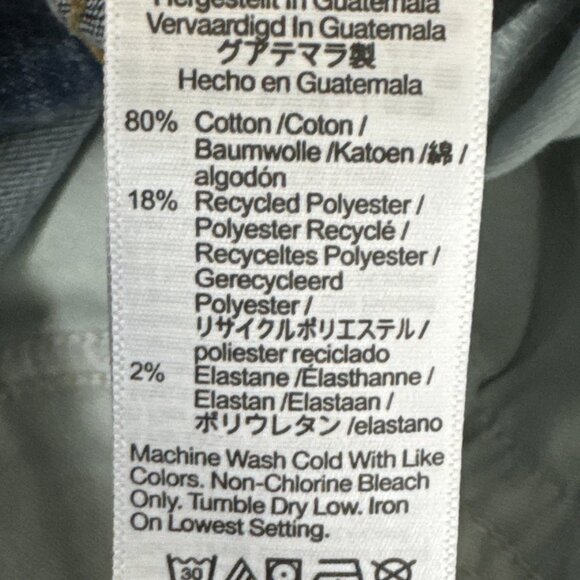 Hergestellt in Guatemala
Vervaardigd In Guatemala
グアテマラ製
Hecho en Guatemala
80% Cotton /Coton /
Baumwolle /Katoen /綿 /
algodón
18% Recycled Polyester /
Polyester Recyclé /
Recyceltes Polyester /
Gerecycleerd
Polyester /
リサイクルポリエステル /
poliester reciclado
2% Elastane /Élasthanne /
Elastan /Elastaan /
ポリウレタン /elastano
Machine Wash Cold With Like
Colors. Non-Chlorine Bleach
Only. Tumble Dry Low. Iron
On Lowest Setting.
30